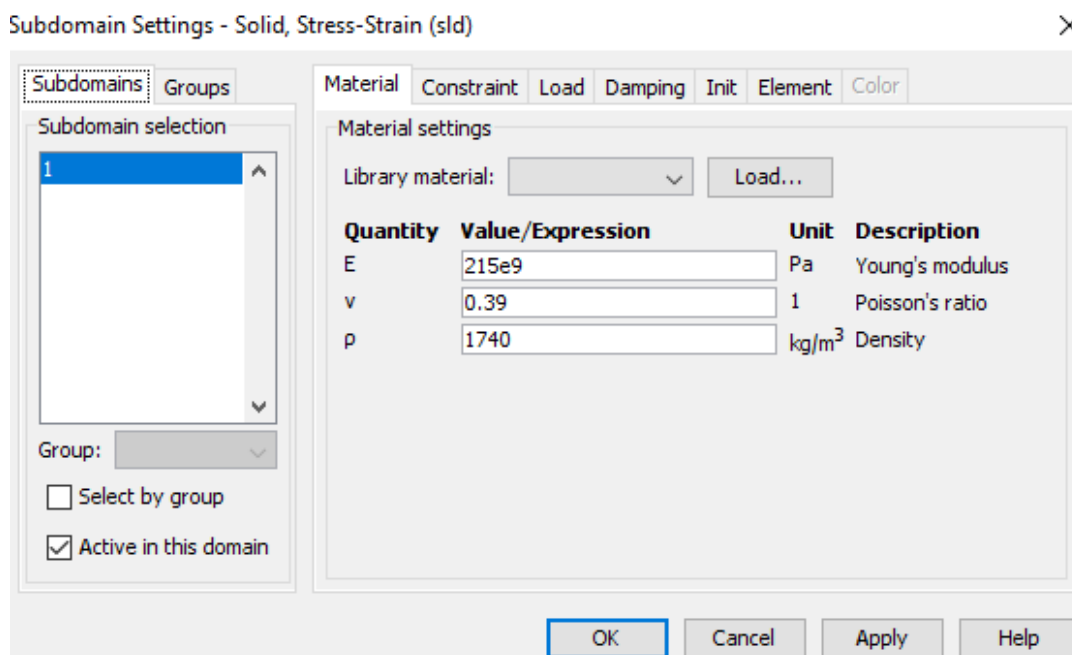 Subdomain Settings - Solid, Stress-Strain (sld)
Subdomains Groups
Material Constraint Load Damping Init Element Color
Subdomain selection
1
Group:
Select by group
Active in this domain
Material settings
Library material: Load...
Quantity Value/Expression Unit Description
E 215e9 Pa Young's modulus
ν 0.39 1 Poisson's ratio
ρ 1740 kg/m³ Density
OK Cancel Apply Help